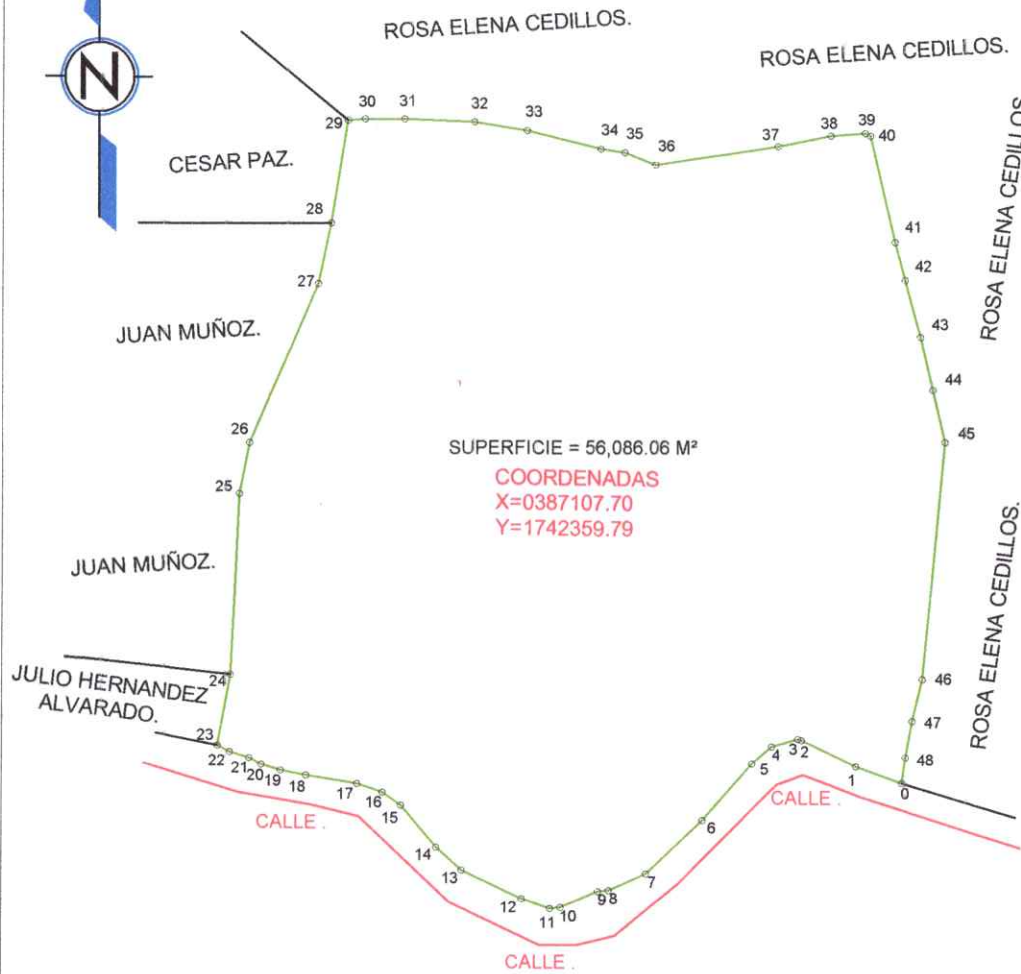 ROSA ELENA CEDILLOS.
ROSA ELENA CEDILLOS.
N
ROSA ELENA CEDILLOS.
29
30
31
32
33
34
35
36
37
38
39
40
CESAR PAZ.
28
41
42
27
JUAN MUÑOZ.
43
44
26
45
SUPERFICIE = 56,086.06 M²
COORDENADAS
X=0387107.70
Y=1742359.79
25
JUAN MUÑOZ.
ROSA ELENA CEDILLOS.
24
JULIO HERNANDEZ
ALVARADO.
46
23
47
22
21
20
19
18
17
16
15
48
5
4
3
2
1
0
CALLE .
CALLE .
6
14
13
7
12
11
10
9
8
CALLE .